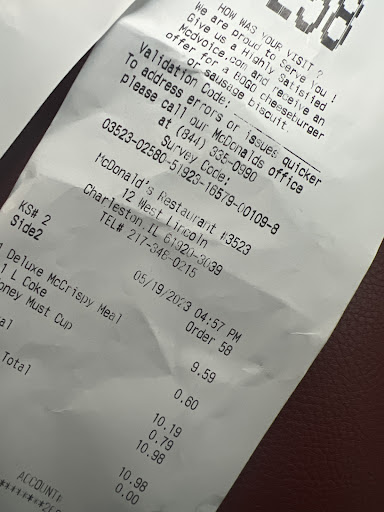 258
HOW WAS YOUR VISIT ?
We are proud to serve you !
Give us a Highly Satisfied
Mcdvoice.com and receive an
offer for a BOGO cheeseburger
or sausage biscuit.
Validation Code:
To address errors or issues quicker
please call our McDonalds office
at (844) 335-0990
Survey Code:
03523-02580-51923-16579-00109-8
McDonald's Restaurant #3523
12 West Lincoln
Charleston,IL 61920-3039
TEL# 217-348-0215
KS# 2
05/19/2023 04:57 PM
Side2
Order 58
Deluxe McCrispy Meal 9.59
1 L Coke
oney Must Cup 0.60
al 10.19
0.79
Total 10.98
10.98
0.00
ACCOUNT#